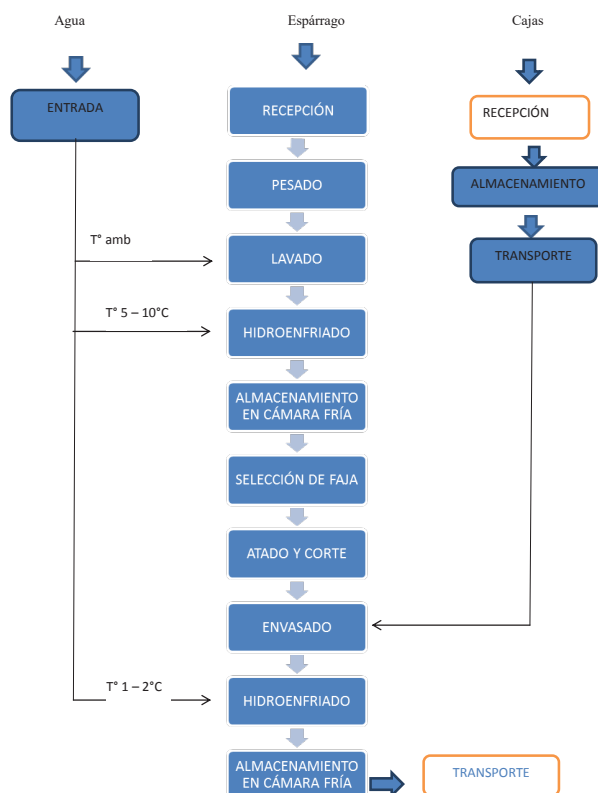 Agua
Espárrago
Cajas
ENTRADA
RECEPCIÓN
RECEPCIÓN
PESADO
ALMACENAMIENTO
T° amb
LAVADO
TRANSPORTE
T° 5 – 10°C
HIDROENFRIADO
ALMACENAMIENTO
EN CÁMARA FRÍA
SELECCIÓN DE FAJA
ATADO Y CORTE
ENVASADO
T° 1 – 2°C
HIDROENFRIADO
ALMACENAMIENTO
EN CÁMARA FRÍA
TRANSPORTE